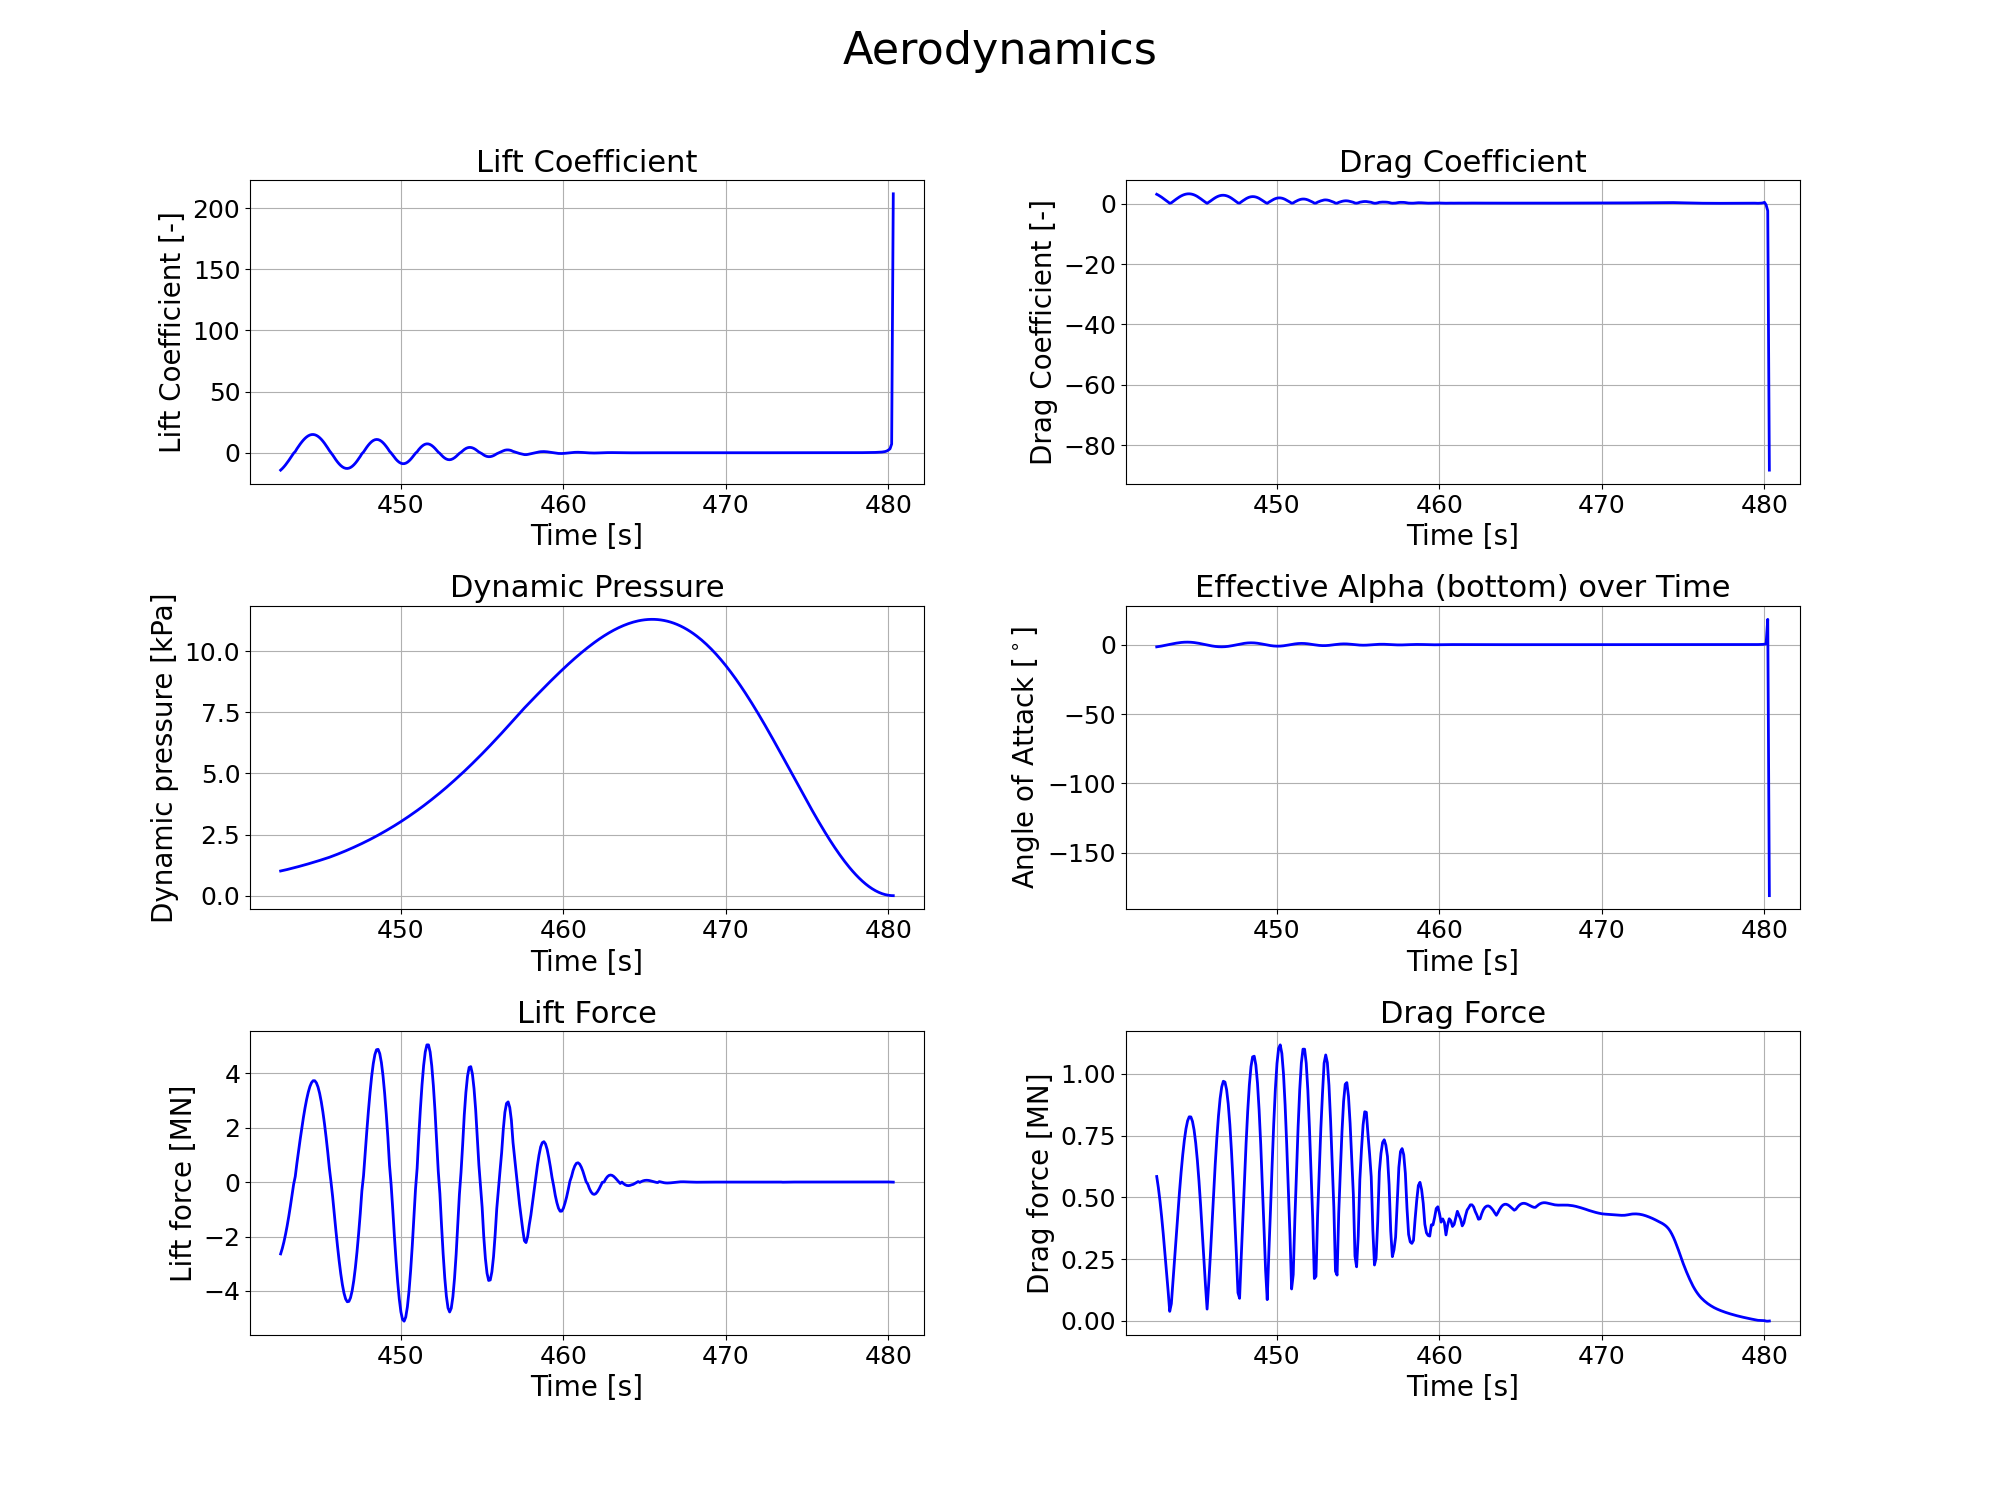 Aerodynamics
Lift Coefficient
Lift Coefficient [-]
200
150
100
50
0
450 460 470 480
Time [s]
Drag Coefficient
Drag Coefficient [-]
0
−20
−40
−60
−80
450 460 470 480
Time [s]
Dynamic Pressure
Dynamic pressure [kPa]
10.0
7.5
5.0
2.5
0.0
450 460 470 480
Time [s]
Effective Alpha (bottom) over Time
Angle of Attack [°]
0
−50
−100
−150
450 460 470 480
Time [s]
Lift Force
Lift force [MN]
4
2
0
−2
−4
450 460 470 480
Time [s]
Drag Force
Drag force [MN]
1.00
0.75
0.50
0.25
0.00
450 460 470 480
Time [s]